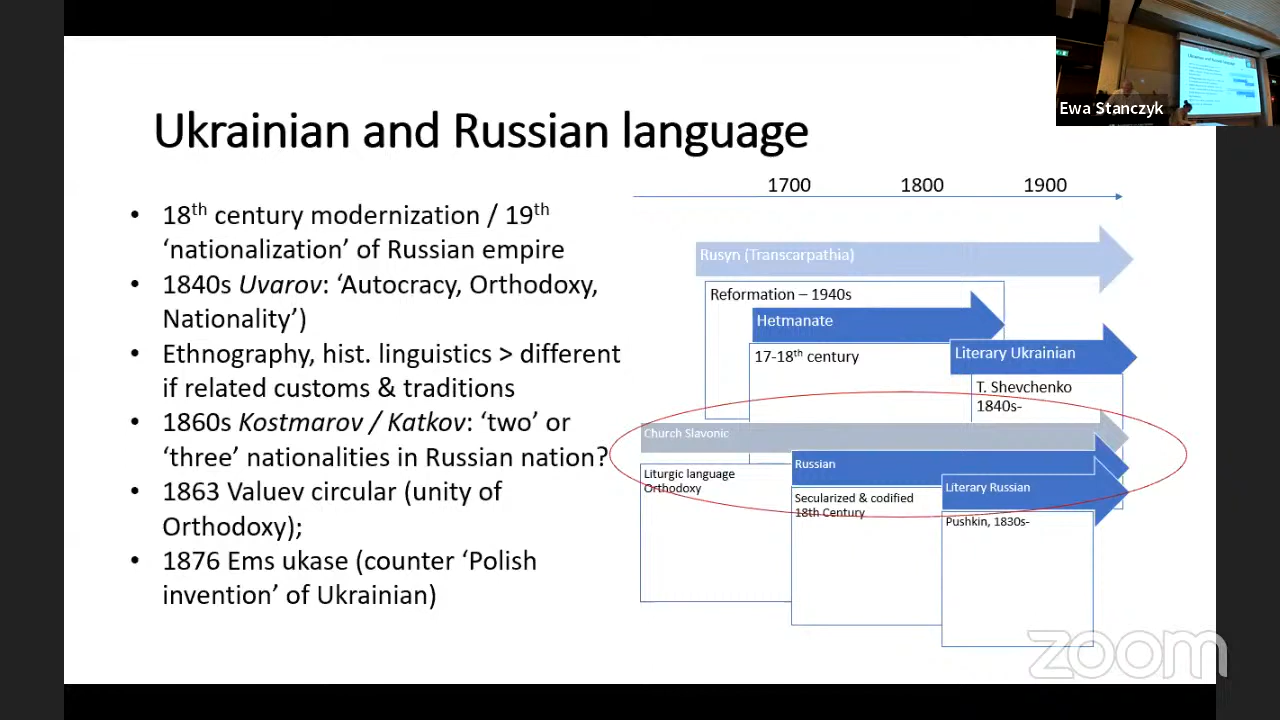 Ewa Stanczyk
Ukrainian and Russian language
• 18th century modernization / 19th
‘nationalization’ of Russian empire
• 1840s Uvarov: ‘Autocracy, Orthodoxy,
Nationality’)
• Ethnography, hist. linguistics > different
if related customs & traditions
• 1860s Kostmarov / Katkov: ‘two’ or
‘three’ nationalities in Russian nation?
• 1863 Valuev circular (unity of
Orthodoxy);
• 1876 Ems ukase (counter ‘Polish
invention’ of Ukrainian)
1700 1800 1900
Rusyn (Transcarpathia)
Reformation – 1940s
Hetmanate
17-18th century
Literary Ukrainian
T. Shevchenko
1840s-
Church Slavonic
Liturgic language
Orthodoxy
Russian
Secularized & codified
18th Century
Literary Russian
Pushkin, 1830s-
zoom